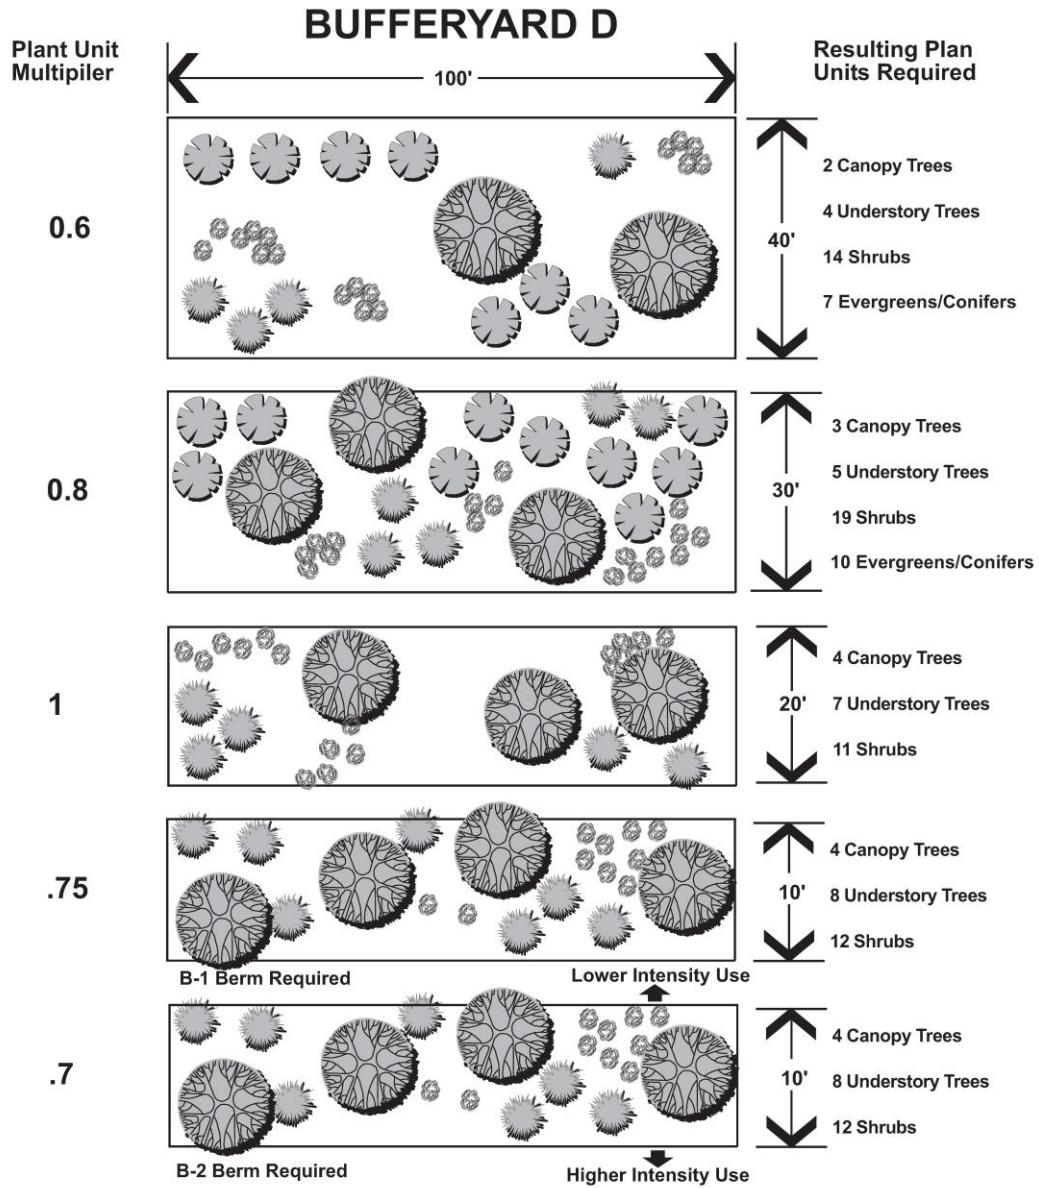 BUFFERYARD D
Plant Unit
Multipiler
100'
Resulting Plan
Units Required
0.6
40'
2 Canopy Trees
4 Understory Trees
14 Shrubs
7 Evergreens/Conifers
0.8
30'
3 Canopy Trees
5 Understory Trees
19 Shrubs
10 Evergreens/Conifers
1
20'
4 Canopy Trees
7 Understory Trees
11 Shrubs
.75
10'
4 Canopy Trees
8 Understory Trees
12 Shrubs
B-1 Berm Required
Lower Intensity Use
.7
10'
4 Canopy Trees
8 Understory Trees
12 Shrubs
B-2 Berm Required
Higher Intensity Use